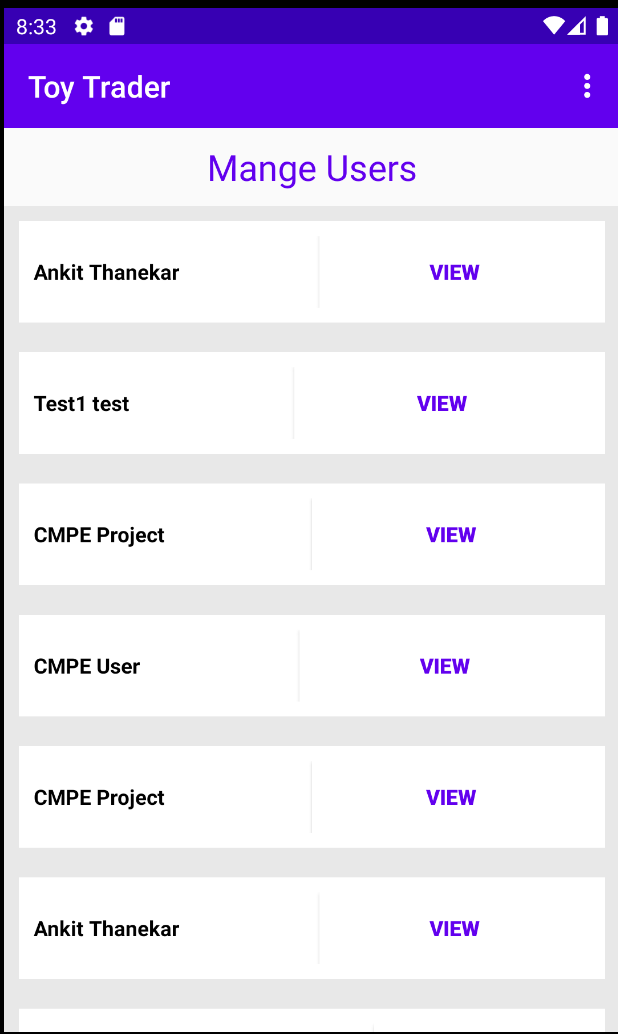 8:33
Toy Trader
Mange Users
Ankit Thanekar VIEW
Test1 test VIEW
CMPE Project VIEW
CMPE User VIEW
CMPE Project VIEW
Ankit Thanekar VIEW